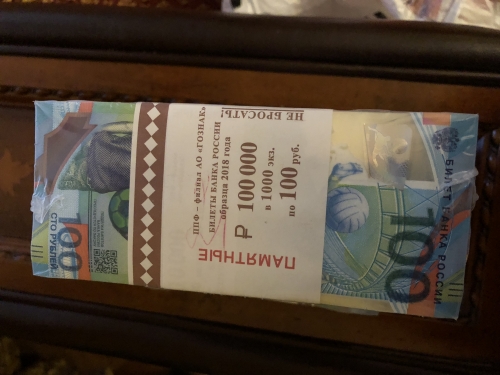 НЕ БРОСАТЬ!
ППФ – филиал АО «ГОЗНАК»
БИЛЕТЫ БАНКА РОССИИ
образца 2018 года
₽ 100 000
в 1000 экз.
по 100 руб.
ПАМЯТНЫЕ
СТО РУБЛЕЙ
100
БИЛЕТ БАНКА РОССИИ
100